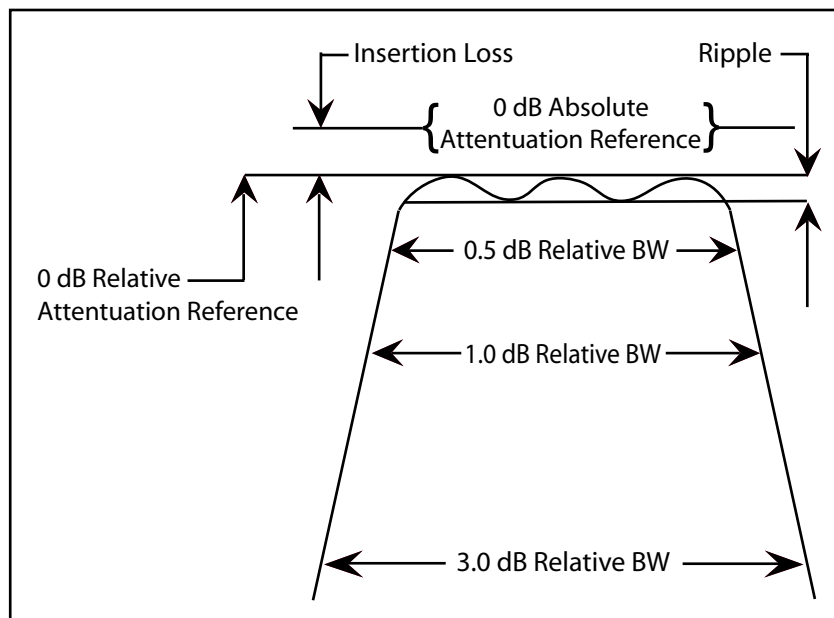 Insertion Loss
Ripple
0 dB Absolute
Attentuation Reference
0 dB Relative
Attentuation Reference
0.5 dB Relative BW
1.0 dB Relative BW
3.0 dB Relative BW